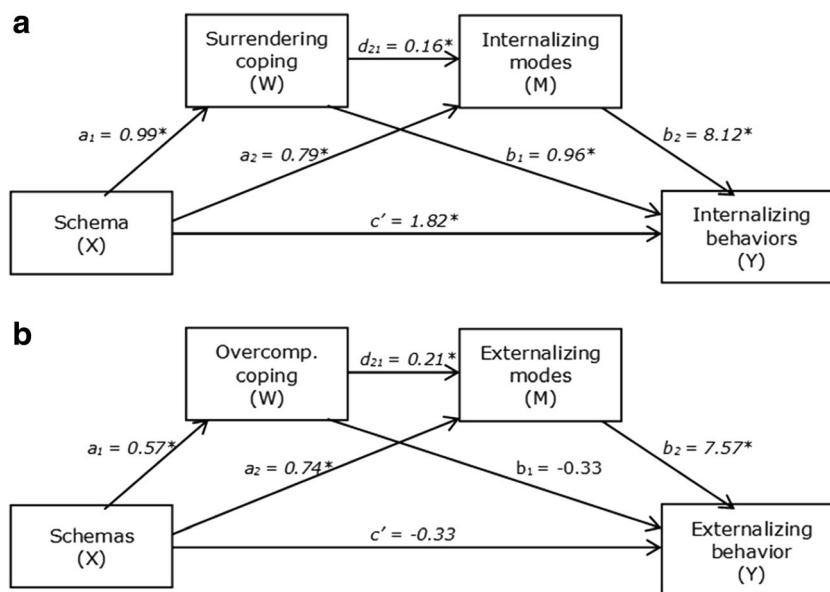 a
Surrendering
coping
(W)
d₂₁ = 0.16*
Internalizing
modes
(M)
a₁ = 0.99*
a₂ = 0.79*
b₁ = 0.96*
b₂ = 8.12*
Schema
(X)
c’ = 1.82*
Internalizing
behaviors
(Y)
b
Overcomp.
coping
(W)
d₂₁ = 0.21*
Externalizing
modes
(M)
a₁ = 0.57*
a₂ = 0.74*
b₁ = -0.33
b₂ = 7.57*
Schemas
(X)
c’ = -0.33
Externalizing
behavior
(Y)